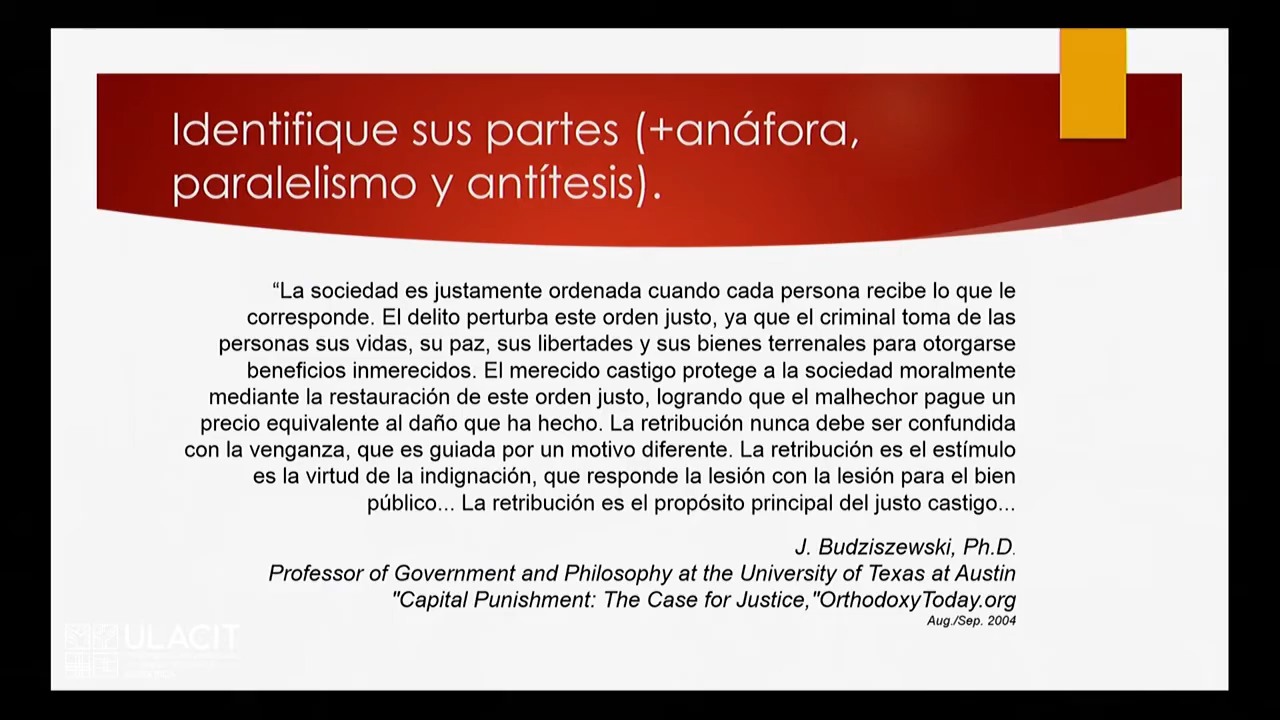 Identifique sus partes (+anáfora,
paralelismo y antítesis).
“La sociedad es justamente ordenada cuando cada persona recibe lo que le
corresponde. El delito perturba este orden justo, ya que el criminal toma de las
personas sus vidas, su paz, sus libertades y sus bienes terrenales para otorgarse
beneficios inmerecidos. El merecido castigo protege a la sociedad moralmente
mediante la restauración de este orden justo, logrando que el malhechor pague un
precio equivalente al daño que ha hecho. La retribución nunca debe ser confundida
con la venganza, que es guiada por un motivo diferente. La retribución es el estímulo
es la virtud de la indignación, que responde la lesión con la lesión para el bien
público... La retribución es el propósito principal del justo castigo...
J. Budziszewski, Ph.D.
Professor of Government and Philosophy at the University of Texas at Austin
"Capital Punishment: The Case for Justice,"OrthodoxyToday.org
Aug./Sep. 2004
ULACIT